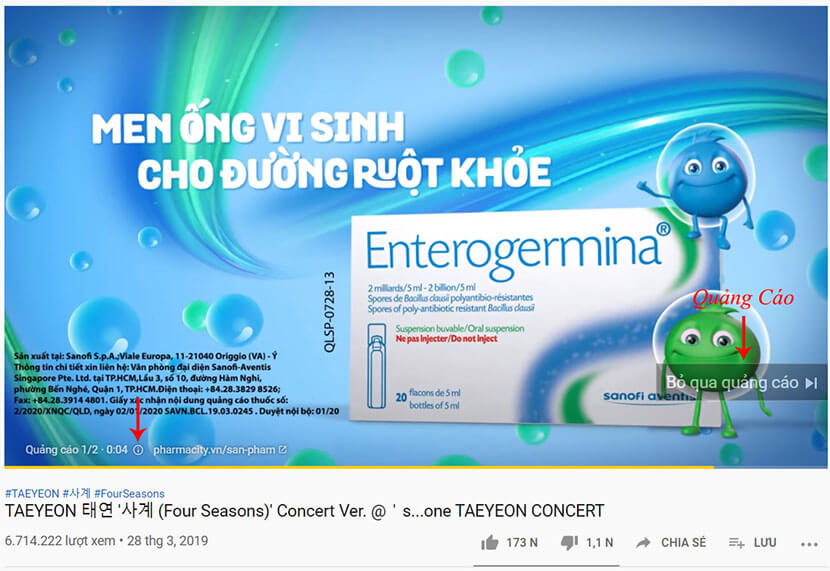 MEN ỐNG VI SINH
CHO ĐƯỜNG RUỘT KHỎE
Enterogermina®
2 milliards/5 ml - 2 billion/5 ml
Spores de Bacillus clausii polyantibio-résistantes
Spores of poly-antibiotic resistant Bacillus clausii
Suspension buvable/Oral suspension
Ne pas injecter/Do not inject
20 flacons de 5 ml
bottles of 5 ml
sanofi aventis
QLSP-0728-13
Quảng Cáo
Bỏ qua quảng cáo
Sản xuất tại: Sanofi S.p.A.;Viale Europa, 11-21040 Origgio (VA) - Ý
Thông tin chi tiết xin liên hệ: Văn phòng đại diện Sanofi-Aventis
Singapore Pte. Ltd. tại TP.HCM,Lầu 3, số 10, đường Hàm Nghi,
phường Bến Nghé, Quận 1, TP.HCM.Điện thoại: +84.28.3829 8526;
Fax: +84.28.3914 4801. Giấy xác nhận nội dung quảng cáo thuốc số:
2/2020/XNQC/QLD, ngày 02/01/2020 SAVN.BCL.19.03.0245 . Duyệt nội bộ: 01/20
Quảng cáo 1/2 · 0:04 pharmacity.vn/san-pham
#TAEYEON #사계 #FourSeasons
TAEYEON 태연 '사계 (Four Seasons)' Concert Ver. @ ' s...one TAEYEON CONCERT
6.714.222 lượt xem • 28 thg 3, 2019
173 N 1,1 N CHIA SẺ LƯU